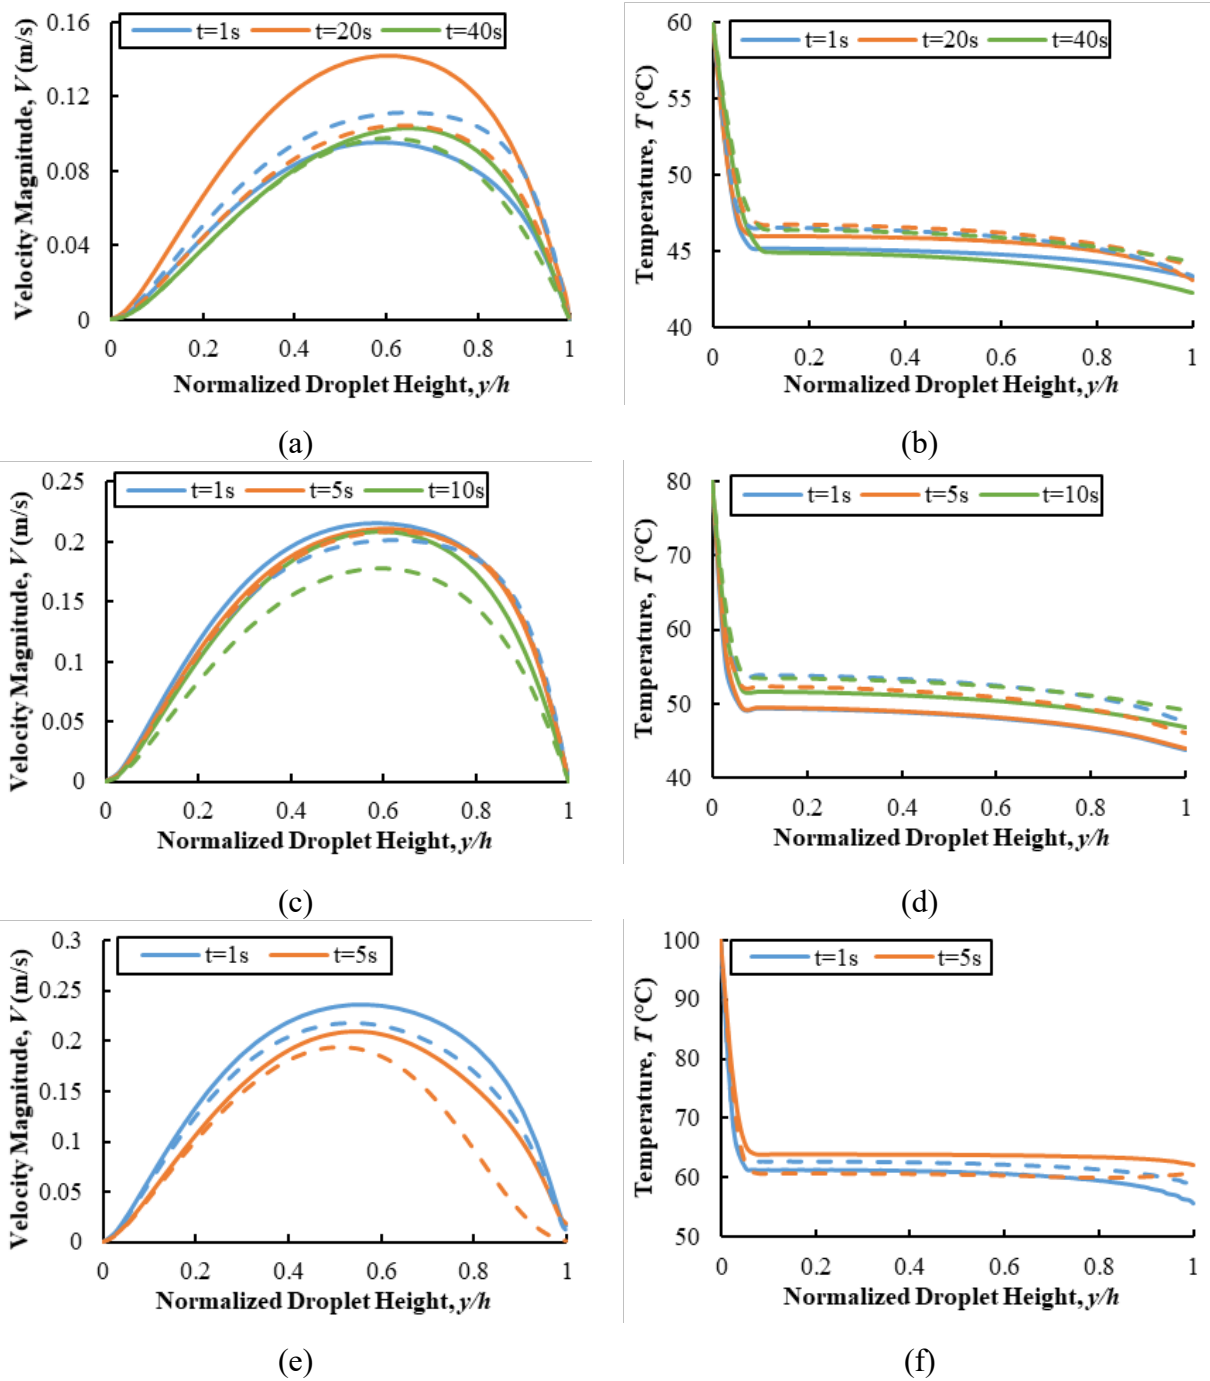 t=1s t=20s t=40s
Velocity Magnitude, V (m/s)
0.16
0.12
0.08
0.04
0
0 0.2 0.4 0.6 0.8 1
Normalized Droplet Height, y/h
(a)
t=1s t=20s t=40s
Temperature, T (°C)
60
55
50
45
40
0 0.2 0.4 0.6 0.8 1
Normalized Droplet Height, y/h
(b)
t=1s t=5s t=10s
Velocity Magnitude, V (m/s)
0.25
0.2
0.15
0.1
0.05
0
0 0.2 0.4 0.6 0.8 1
Normalized Droplet Height, y/h
(c)
t=1s t=5s t=10s
Temperature, T (°C)
80
70
60
50
40
0 0.2 0.4 0.6 0.8 1
Normalized Droplet Height, y/h
(d)
t=1s t=5s
Velocity Magnitude, V (m/s)
0.3
0.25
0.2
0.15
0.1
0.05
0
0 0.2 0.4 0.6 0.8 1
Normalized Droplet Height, y/h
(e)
t=1s t=5s
Temperature, T (°C)
100
90
80
70
60
50
0 0.2 0.4 0.6 0.8 1
Normalized Droplet Height, y/h
(f)